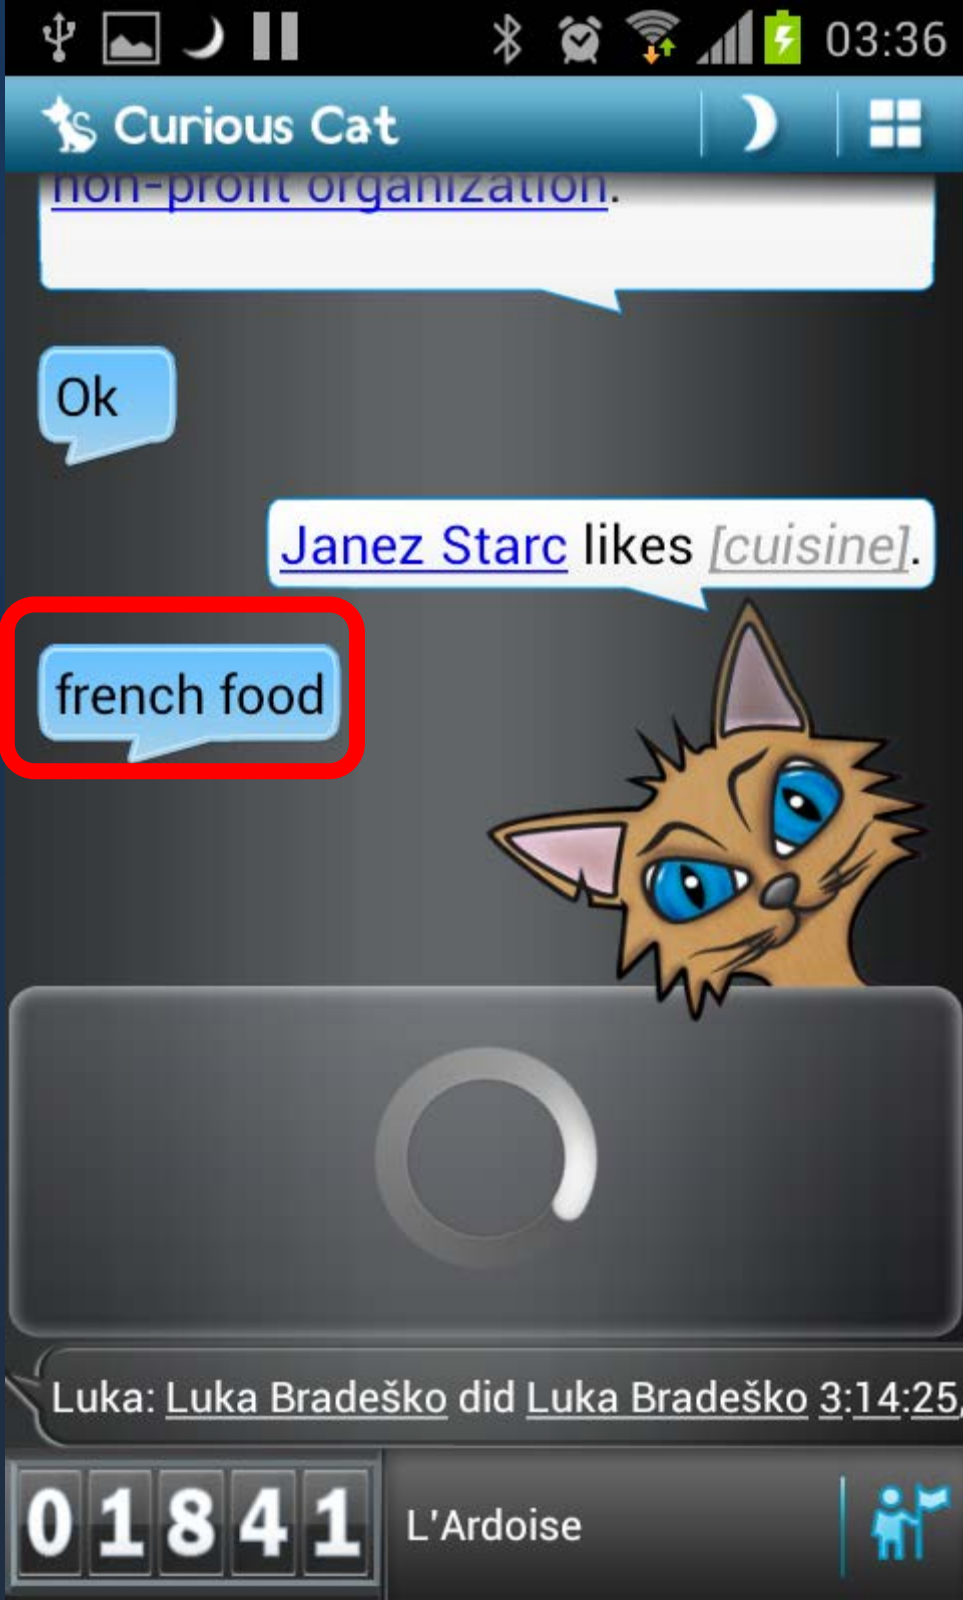 03:36
Curious Cat
non-profit organization.
Ok
Janez Starc likes [cuisine].
french food
Luka: Luka Bradeško did Luka Bradeško 3:14:25,
01841
L'Ardoise